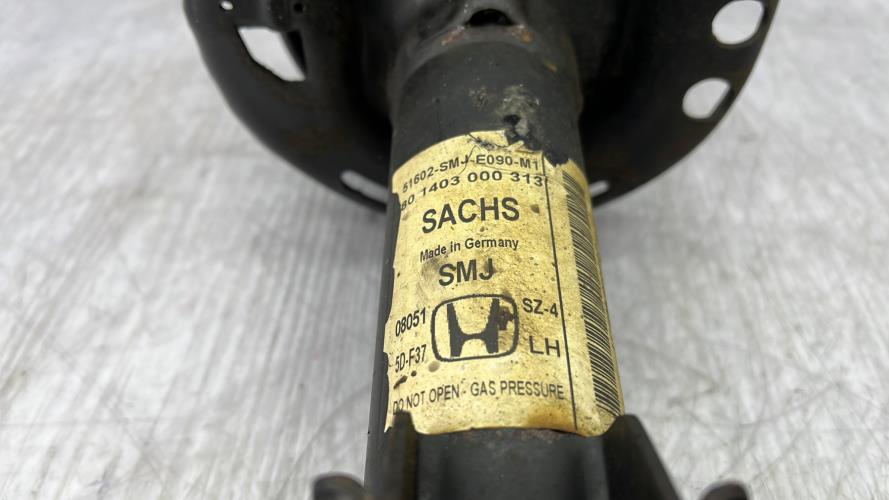 51602-SMJ-E090-M1
80 1403 000 313
SACHS
Made in Germany
SMJ
08051
SZ-4
5D-F37
LH
DO NOT OPEN - GAS PRESSURE